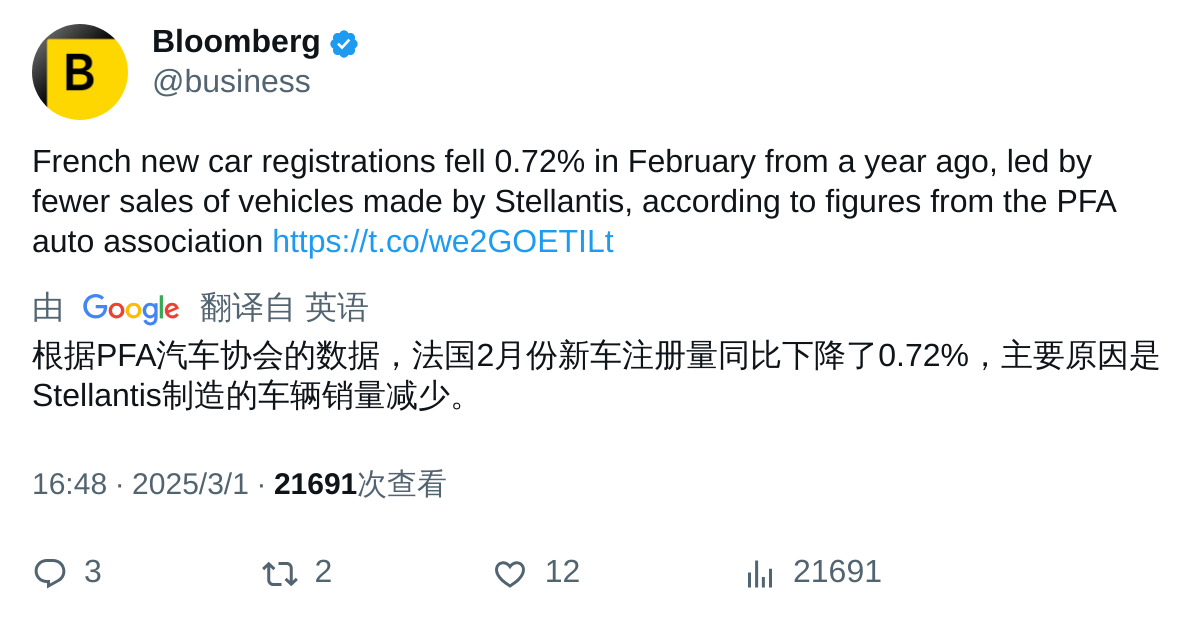 B
Bloomberg
@business
French new car registrations fell 0.72% in February from a year ago, led by
fewer sales of vehicles made by Stellantis, according to figures from the PFA
auto association https://t.co/we2GOETILt
由 Google 翻译自 英语
根据PFA汽车协会的数据，法国2月份新车注册量同比下降了0.72%，主要原因是
Stellantis制造的车辆销量减少。
16:48 · 2025/3/1 · 21691次查看
3 2 12 21691